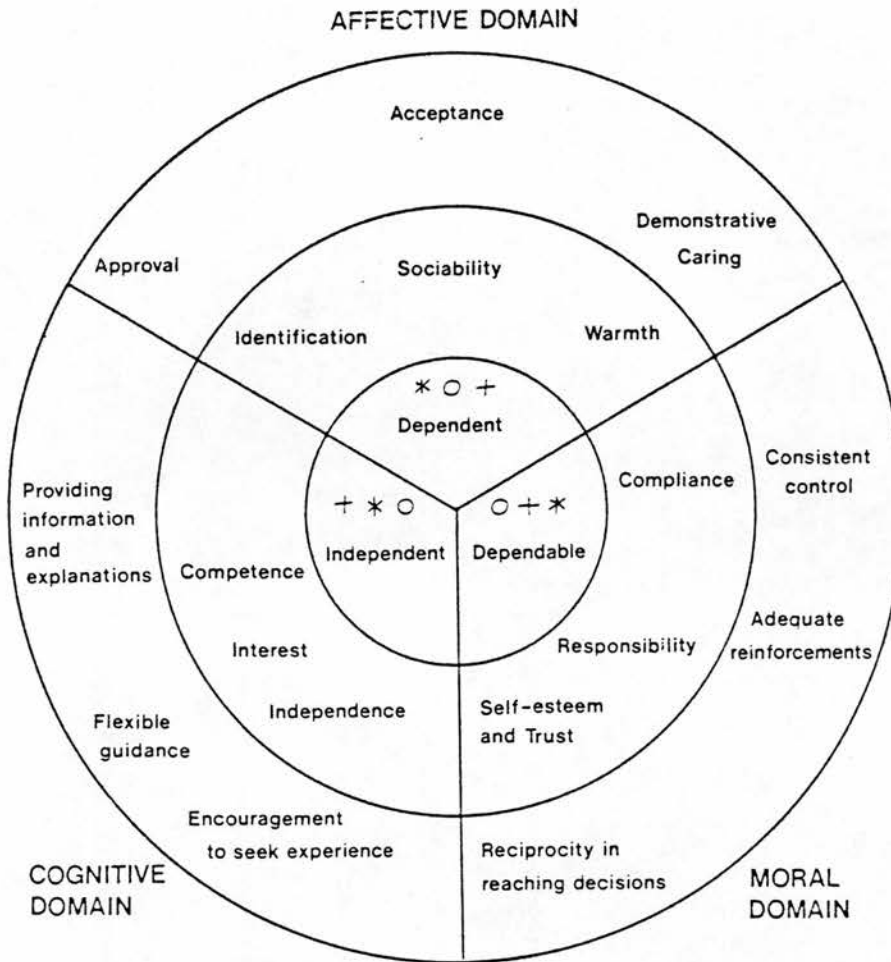 AFFECTIVE DOMAIN
Acceptance
Demonstrative
Caring
Approval
Sociability
Identification
Warmth
* O +
Dependent
Compliance
Consistent
control
Providing
information
and
explanations
+ * O
Independent
O + *
Dependable
Competence
Interest
Independence
Responsibility
Self-esteem
and Trust
Adequate
reinforcements
Flexible
guidance
Encouragement
to seek experience
Reciprocity in
reaching decisions
COGNITIVE
DOMAIN
MORAL
DOMAIN